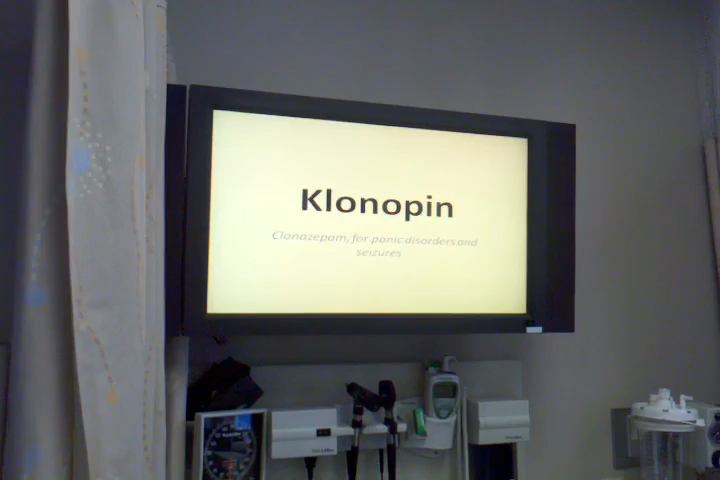 Klonopin
Clonazepam, for panic disorders and
seizures